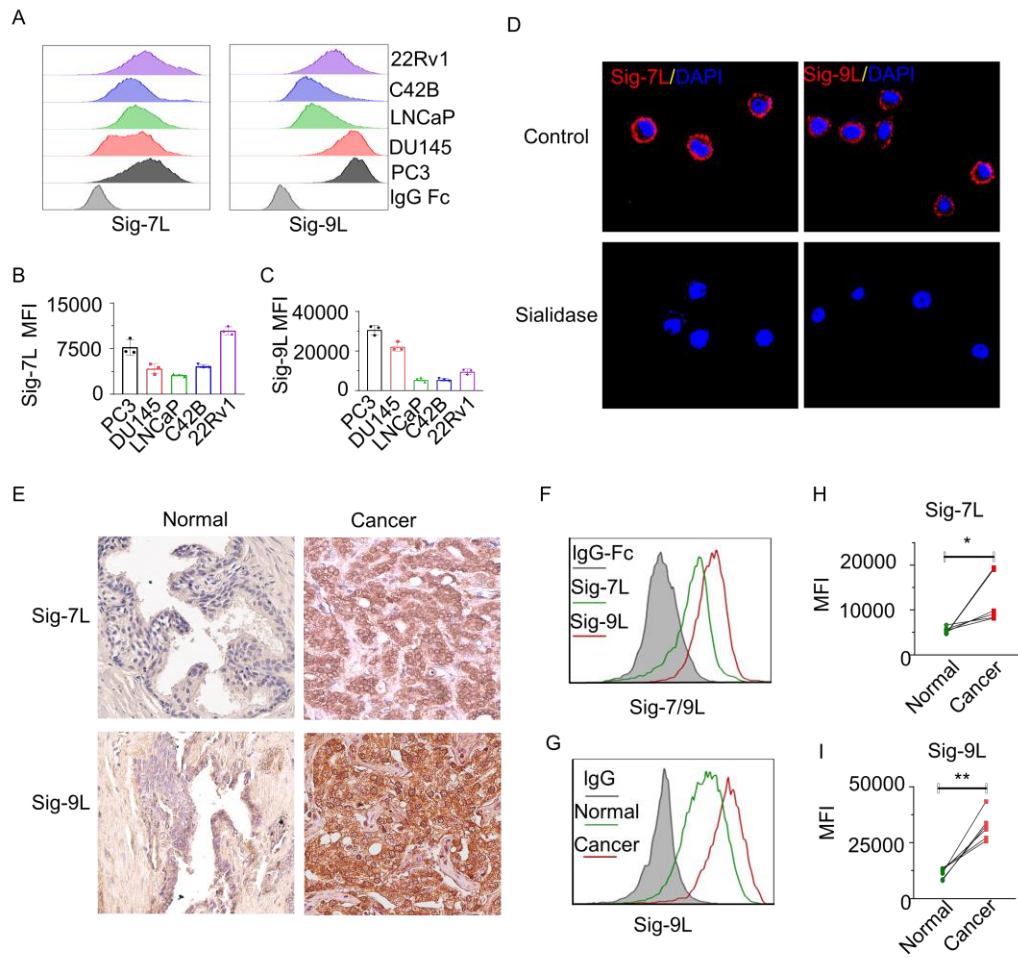 A
22Rv1
C42B
LNCaP
DU145
PC3
IgG Fc
Sig-7L
Sig-9L
B
15000
7500
0
Sig-7L MFI
PC3
DU145
LNCaP
C42B
22Rv1
C
40000
20000
0
Sig-9L MFI
PC3
DU145
LNCaP
C42B
22Rv1
D
Sig-7L/DAPI
Sig-9L/DAPI
Control
Sialidase
E
Normal
Cancer
Sig-7L
Sig-9L
F
IgG-Fc
Sig-7L
Sig-9L
Sig-7/9L
G
IgG
Normal
Cancer
Sig-9L
H
Sig-7L
*
20000
10000
0
MFI
Normal
Cancer
I
Sig-9L
**
50000
25000
0
MFI
Normal
Cancer